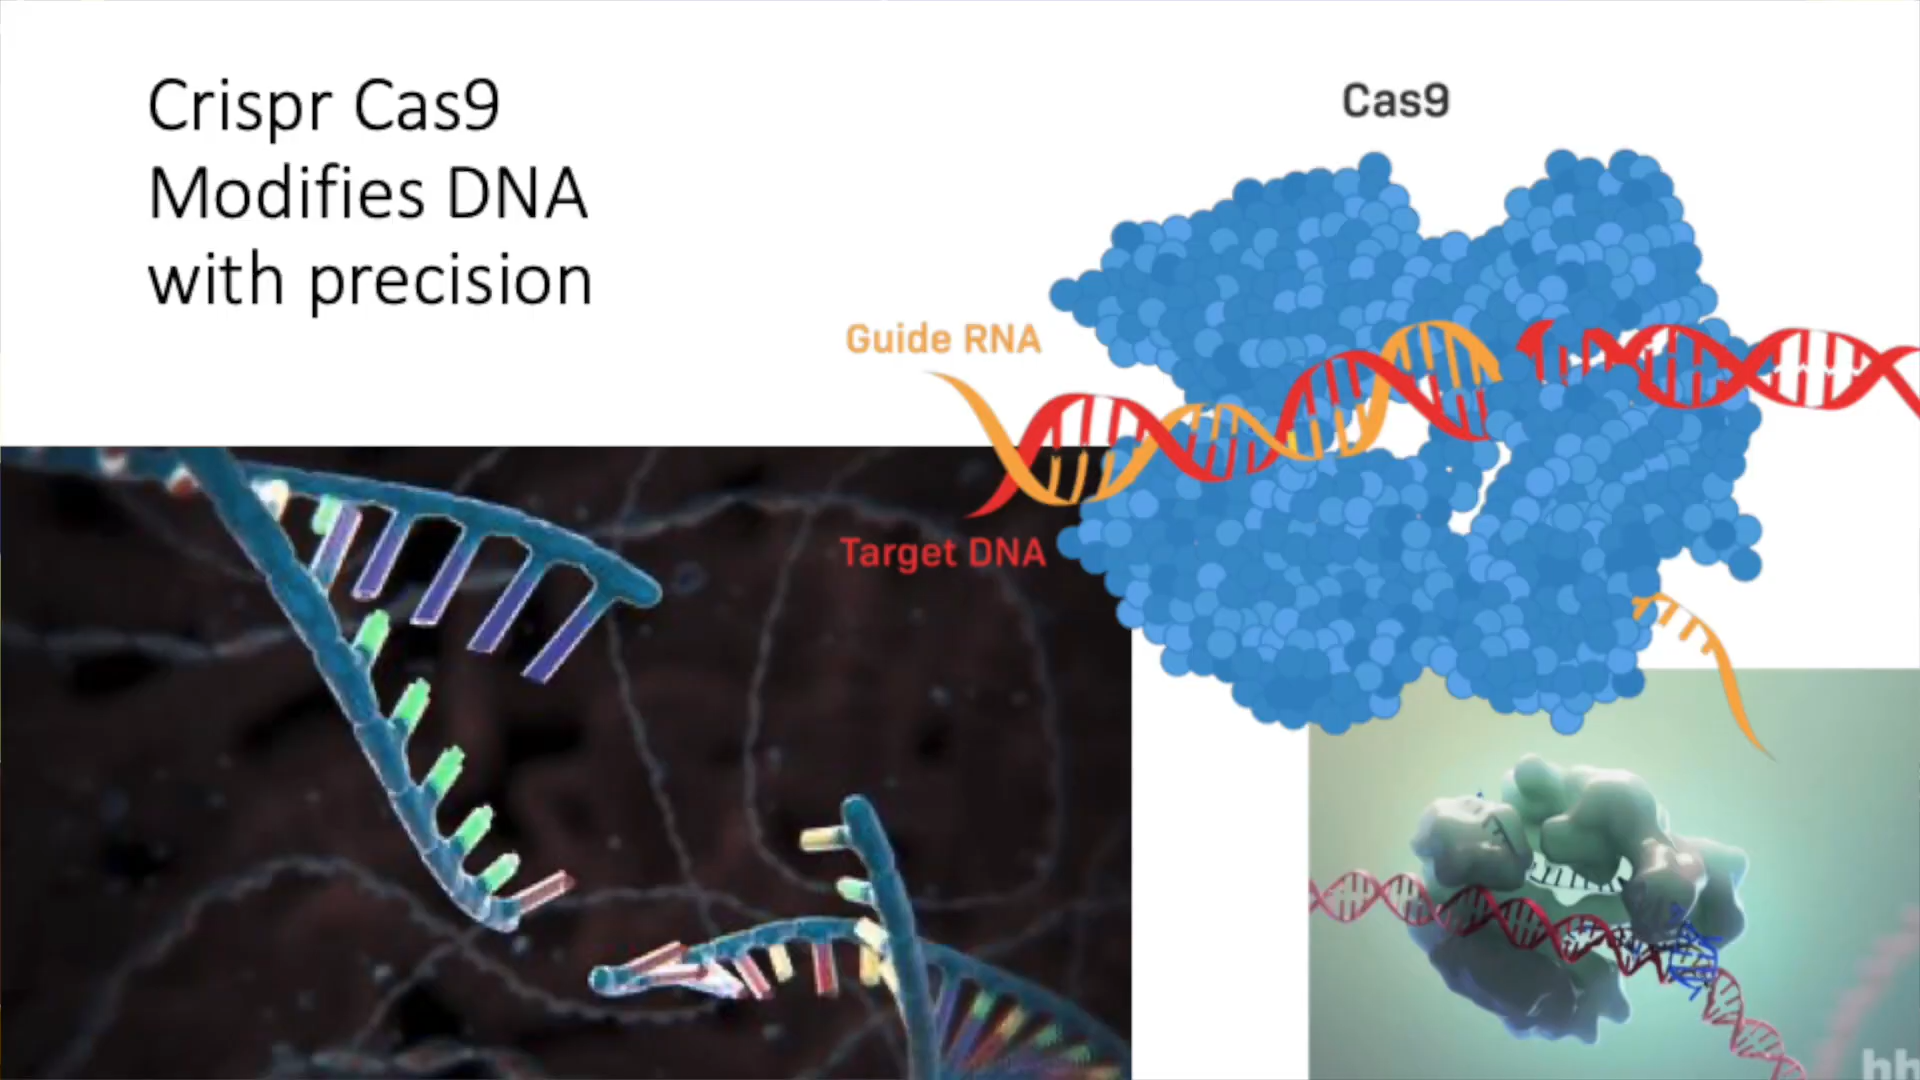 Crispr Cas9
Modifies DNA
with precision
Cas9
Guide RNA
Target DNA